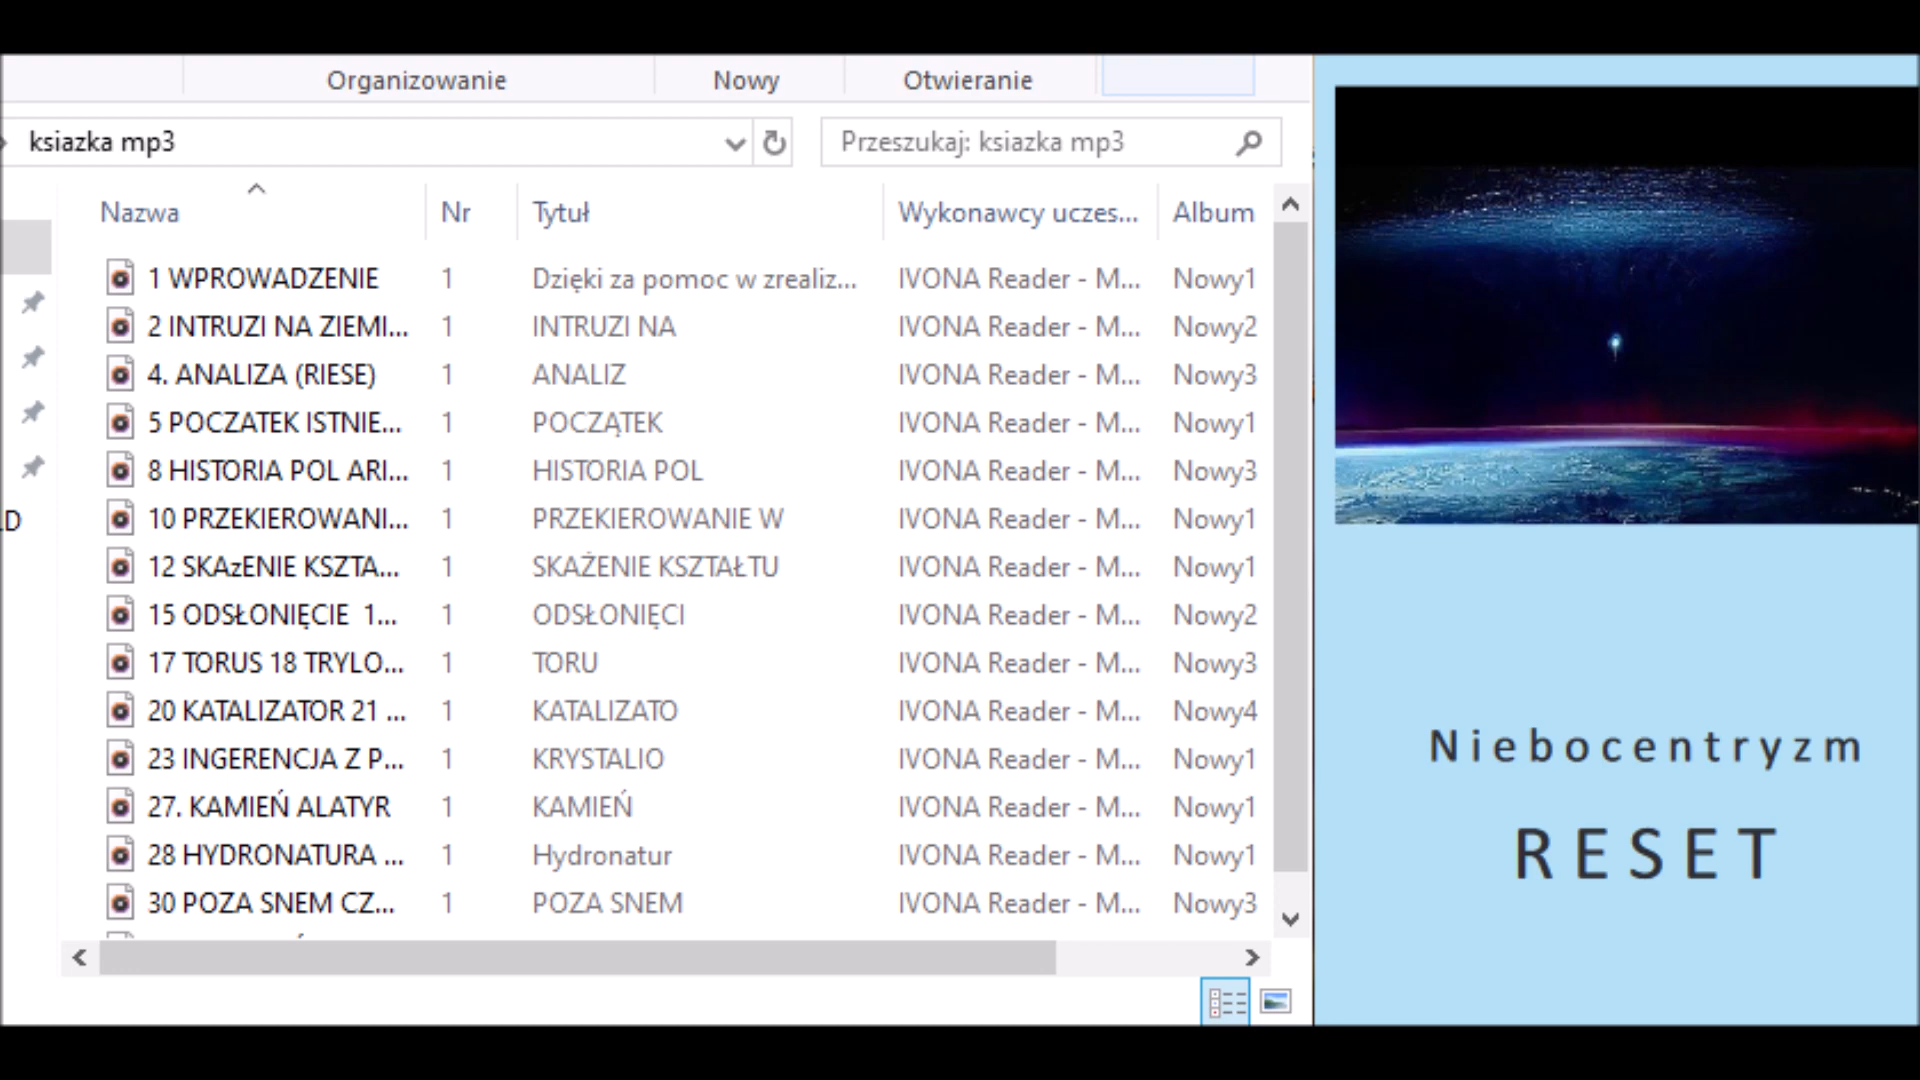 Organizowanie Nowy Otwieranie
ksiazka mp3 Przeszukaj: ksiazka mp3
Nazwa Nr Tytuł Wykonawcy uczes... Album
1 WPROWADZENIE 1 Dzięki za pomoc w zrealiz... IVONA Reader - M... Nowy1
2 INTRUZI NA ZIEMI... 1 INTRUZI NA IVONA Reader - M... Nowy2
4. ANALIZA (RIESE) 1 ANALIZ IVONA Reader - M... Nowy3
5 POCZATEK ISTNIE... 1 POCZĄTEK IVONA Reader - M... Nowy1
8 HISTORIA POL ARI... 1 HISTORIA POL IVONA Reader - M... Nowy3
10 PRZEKIEROWANI... 1 PRZEKIEROWANIE W IVONA Reader - M... Nowy1
12 SKAzENIE KSZTA... 1 SKAŻENIE KSZTAŁTU IVONA Reader - M... Nowy1
15 ODSŁONIĘCIE 1... 1 ODSŁONIĘCI IVONA Reader - M... Nowy2
17 TORUS 18 TRYLO... 1 TORU IVONA Reader - M... Nowy3
20 KATALIZATOR 21 ... 1 KATALIZATO IVONA Reader - M... Nowy4
23 INGERENCJA Z P... 1 KRYSTALIO IVONA Reader - M... Nowy1
27. KAMIEŃ ALATYR 1 KAMIEŃ IVONA Reader - M... Nowy1
28 HYDRONATURA ... 1 Hydronatur IVONA Reader - M... Nowy1
30 POZA SNEM CZ... 1 POZA SNEM IVONA Reader - M... Nowy3
Niebocentryzm
RESET